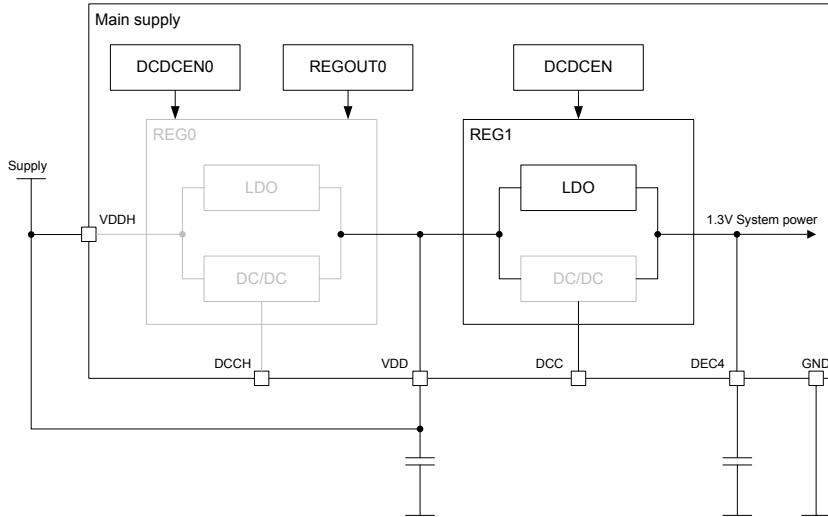 Main supply
DCDCEN0
REGOUT0
DCDCEN
REG0
REG1
Supply
LDO
LDO
VDDH
1.3V System power
DC/DC
DC/DC
DCCH
VDD
DCC
DEC4
GND